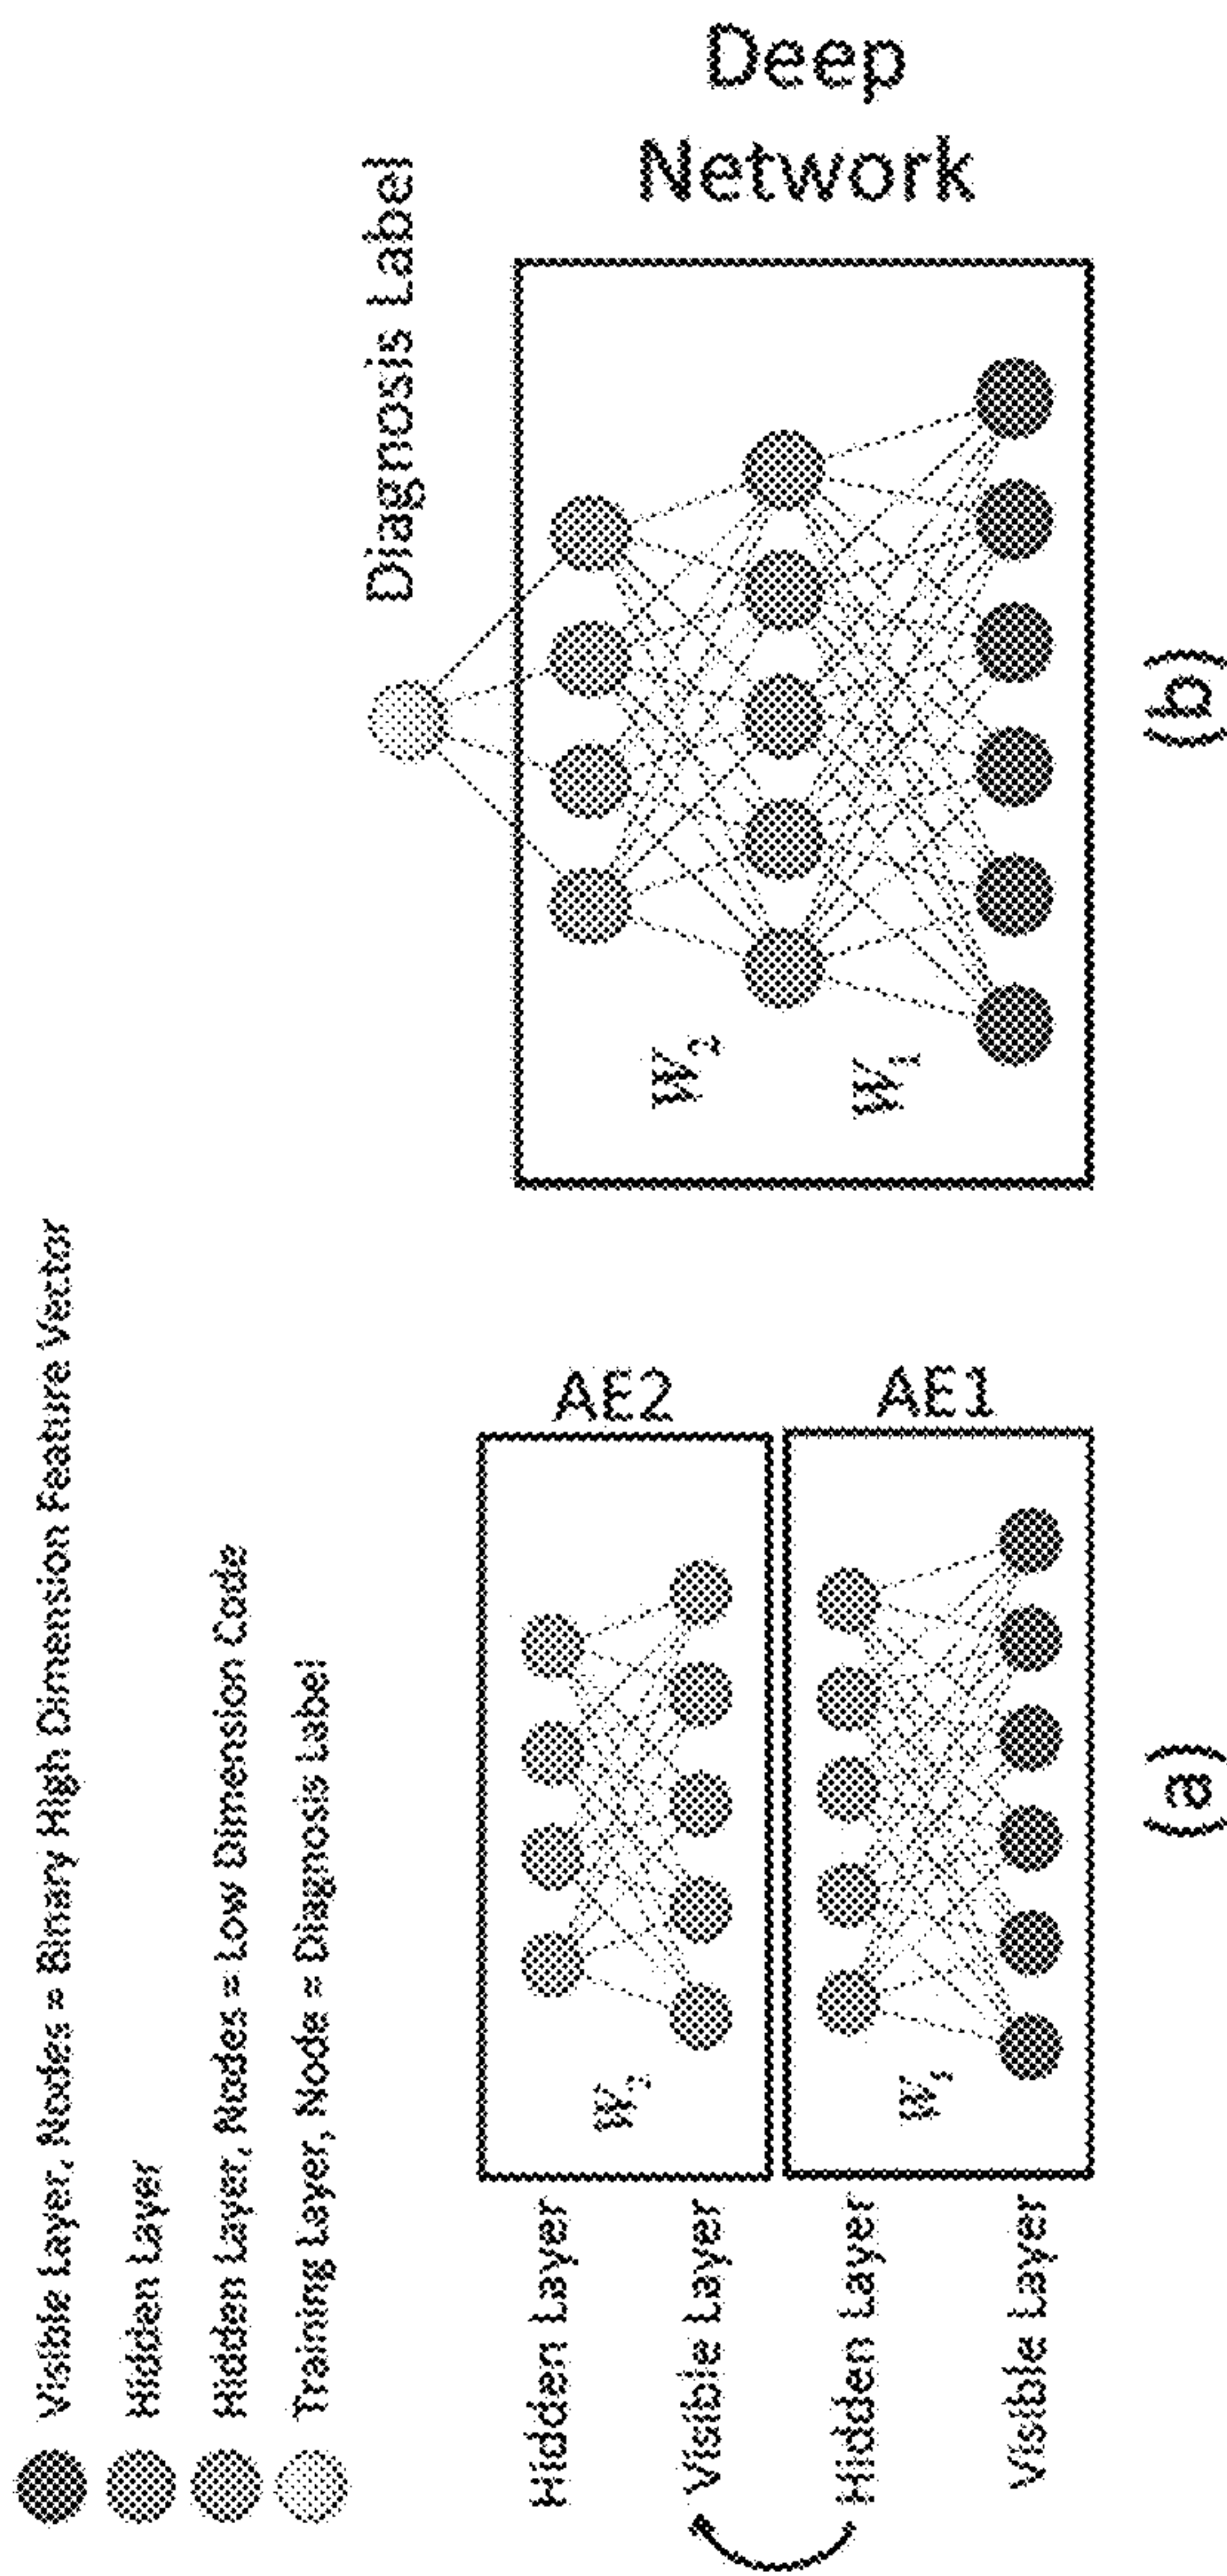 Visible Layer, Nodes = Binary High Dimension Feature Vector
Hidden Layer
Hidden Layer, Nodes = Low Dimension Code
Training Layer, Node = Diagnosis Label
Hidden Layer
Visible Layer
Hidden Layer
Visible Layer
W₂
W₁
AE2
AE1
(a)
Diagnosis Label
W₂
W₁
Deep
Network
(b)